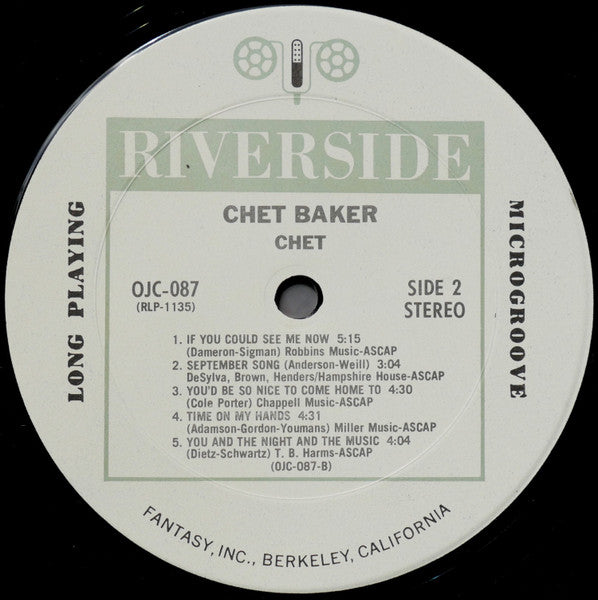 RIVERSIDE
CHET BAKER
CHET
LONG PLAYING
MICROGROOVE
OJC-087
(RLP-1135)
SIDE 2
STEREO
1. IF YOU COULD SEE ME NOW 5:15
(Dameron-Sigman) Robbins Music-ASCAP
2. SEPTEMBER SONG (Anderson-Weill) 3:04
DeSylva, Brown, Henders/Hampshire House-ASCAP
3. YOU'D BE SO NICE TO COME HOME TO 4:30
(Cole Porter) Chappell Music-ASCAP
4. TIME ON MY HANDS 4:31
(Adamson-Gordon-Youmans) Miller Music-ASCAP
5. YOU AND THE NIGHT AND THE MUSIC 4:04
(Dietz-Schwartz) T. B. Harms-ASCAP
(OJC-087-B)
FANTASY, INC., BERKELEY, CALIFORNIA